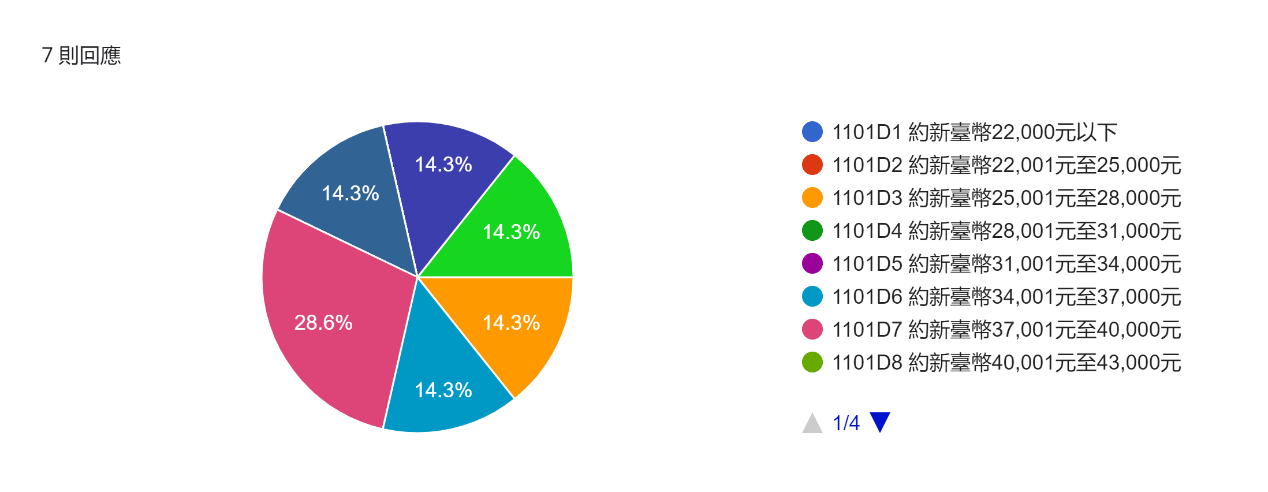 7 則回應
14.3%
14.3%
14.3%
28.6%
14.3%
14.3%
1101D1 約新臺幣22,000元以下
1101D2 約新臺幣22,001元至25,000元
1101D3 約新臺幣25,001元至28,000元
1101D4 約新臺幣28,001元至31,000元
1101D5 約新臺幣31,001元至34,000元
1101D6 約新臺幣34,001元至37,000元
1101D7 約新臺幣37,001元至40,000元
1101D8 約新臺幣40,001元至43,000元
1/4